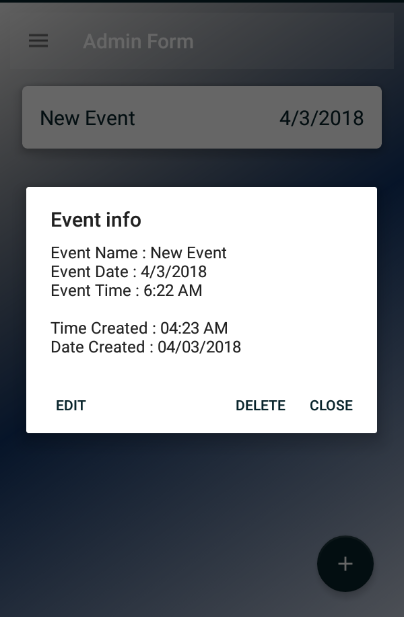 Admin Form
New Event 4/3/2018
Event info
Event Name : New Event
Event Date : 4/3/2018
Event Time : 6:22 AM
Time Created : 04:23 AM
Date Created : 04/03/2018
EDIT DELETE CLOSE
+